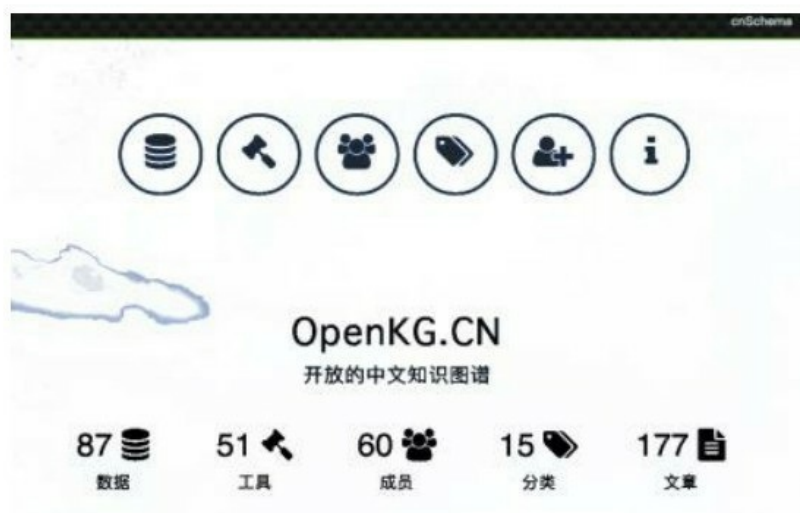 cnSchema
OpenKG.CN
开放的中文知识图谱
87 51 60 15 177
数据 工具 成员 分类 文章